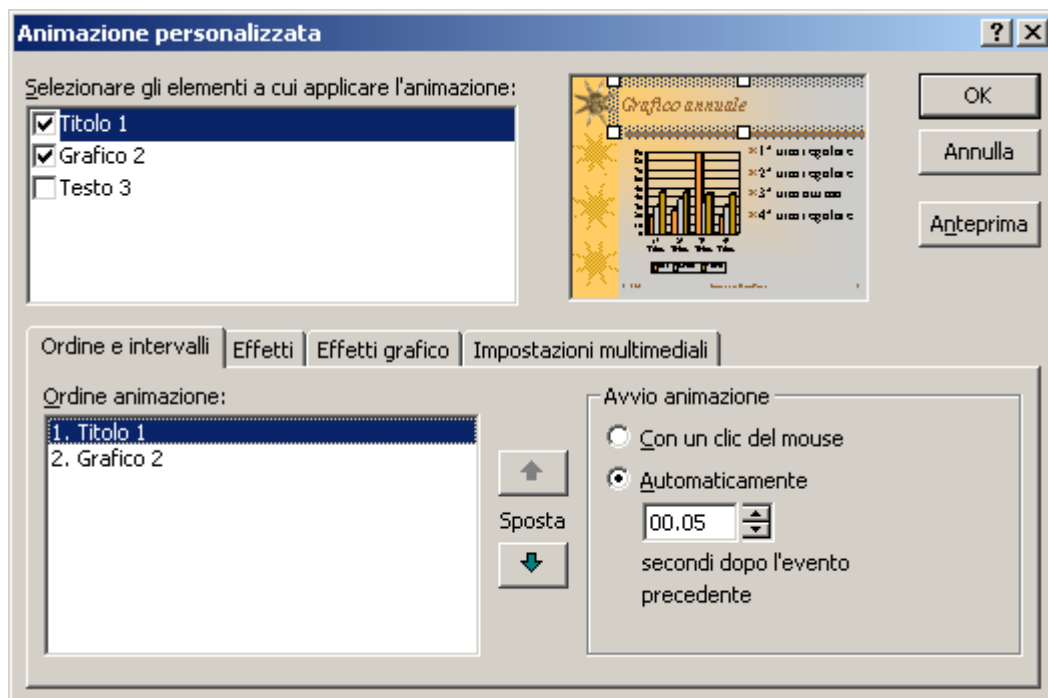 Animazione personalizzata
Selezionare gli elementi a cui applicare l'animazione:
Titolo 1
Grafico 2
Testo 3
Grafico annuale
OK
Annulla
Anteprima
Ordine e intervalli
Effetti
Effetti grafico
Impostazioni multimediali
Ordine animazione:
1. Titolo 1
2. Grafico 2
Sposta
Avvio animazione
Con un clic del mouse
Automaticamente
00.05
secondi dopo l'evento
precedente